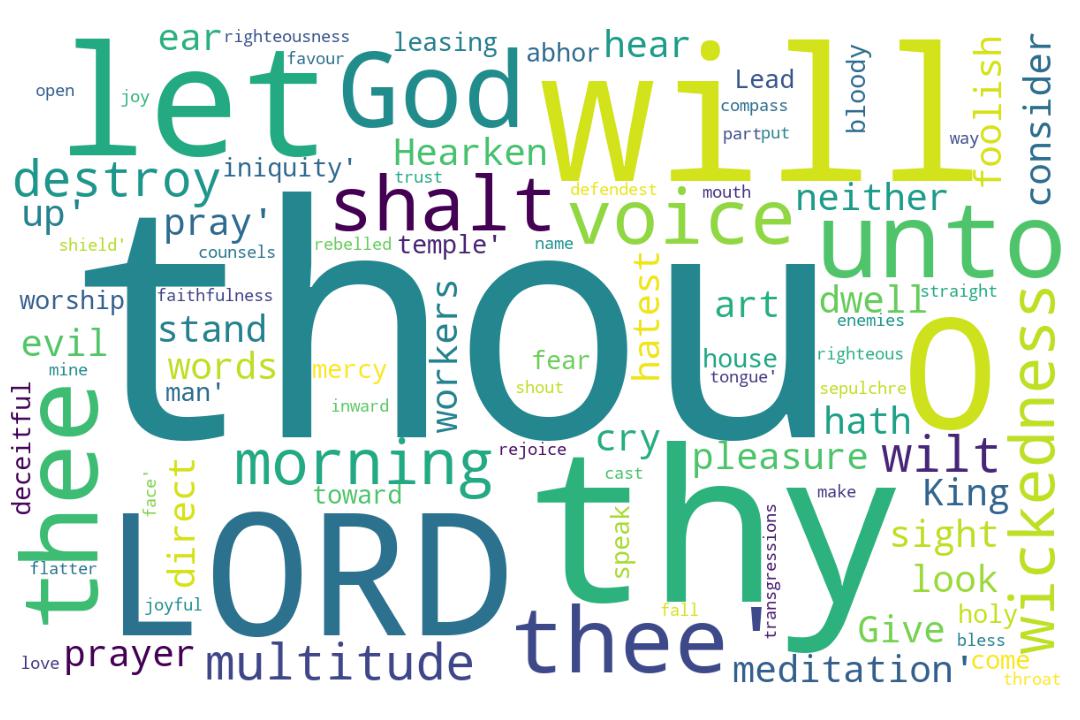 ear
righteousness
leasing
abhor
hear
let
God
will
favour
Lead
bloody
foolish
consider
open
joy
compass
part
put
way
Hearken
destroy
iniquity'
trust
shalt
defendest
mouth
neither
up'
pray'
voice
unto
shield'
counsels
rebelled
temple'
name
thou
worship
faithfulness
workers
hatest
art
dwell
straight
evil
stand
enemies
o
wickedness
mine
words
mercy
fear
house
righteous
man'
inward
shout
tongue'
sepulchre
deceitful
thee
hath
morning
rejoice
cry
pleasure
wilt
toward
cast
thy
make
King
face'
direct
LORD
speak
transgressions
sight
flatter
look
joyful
fall
holy
thee'
Give
bless
love
prayer
multitude
meditation'
come
throat